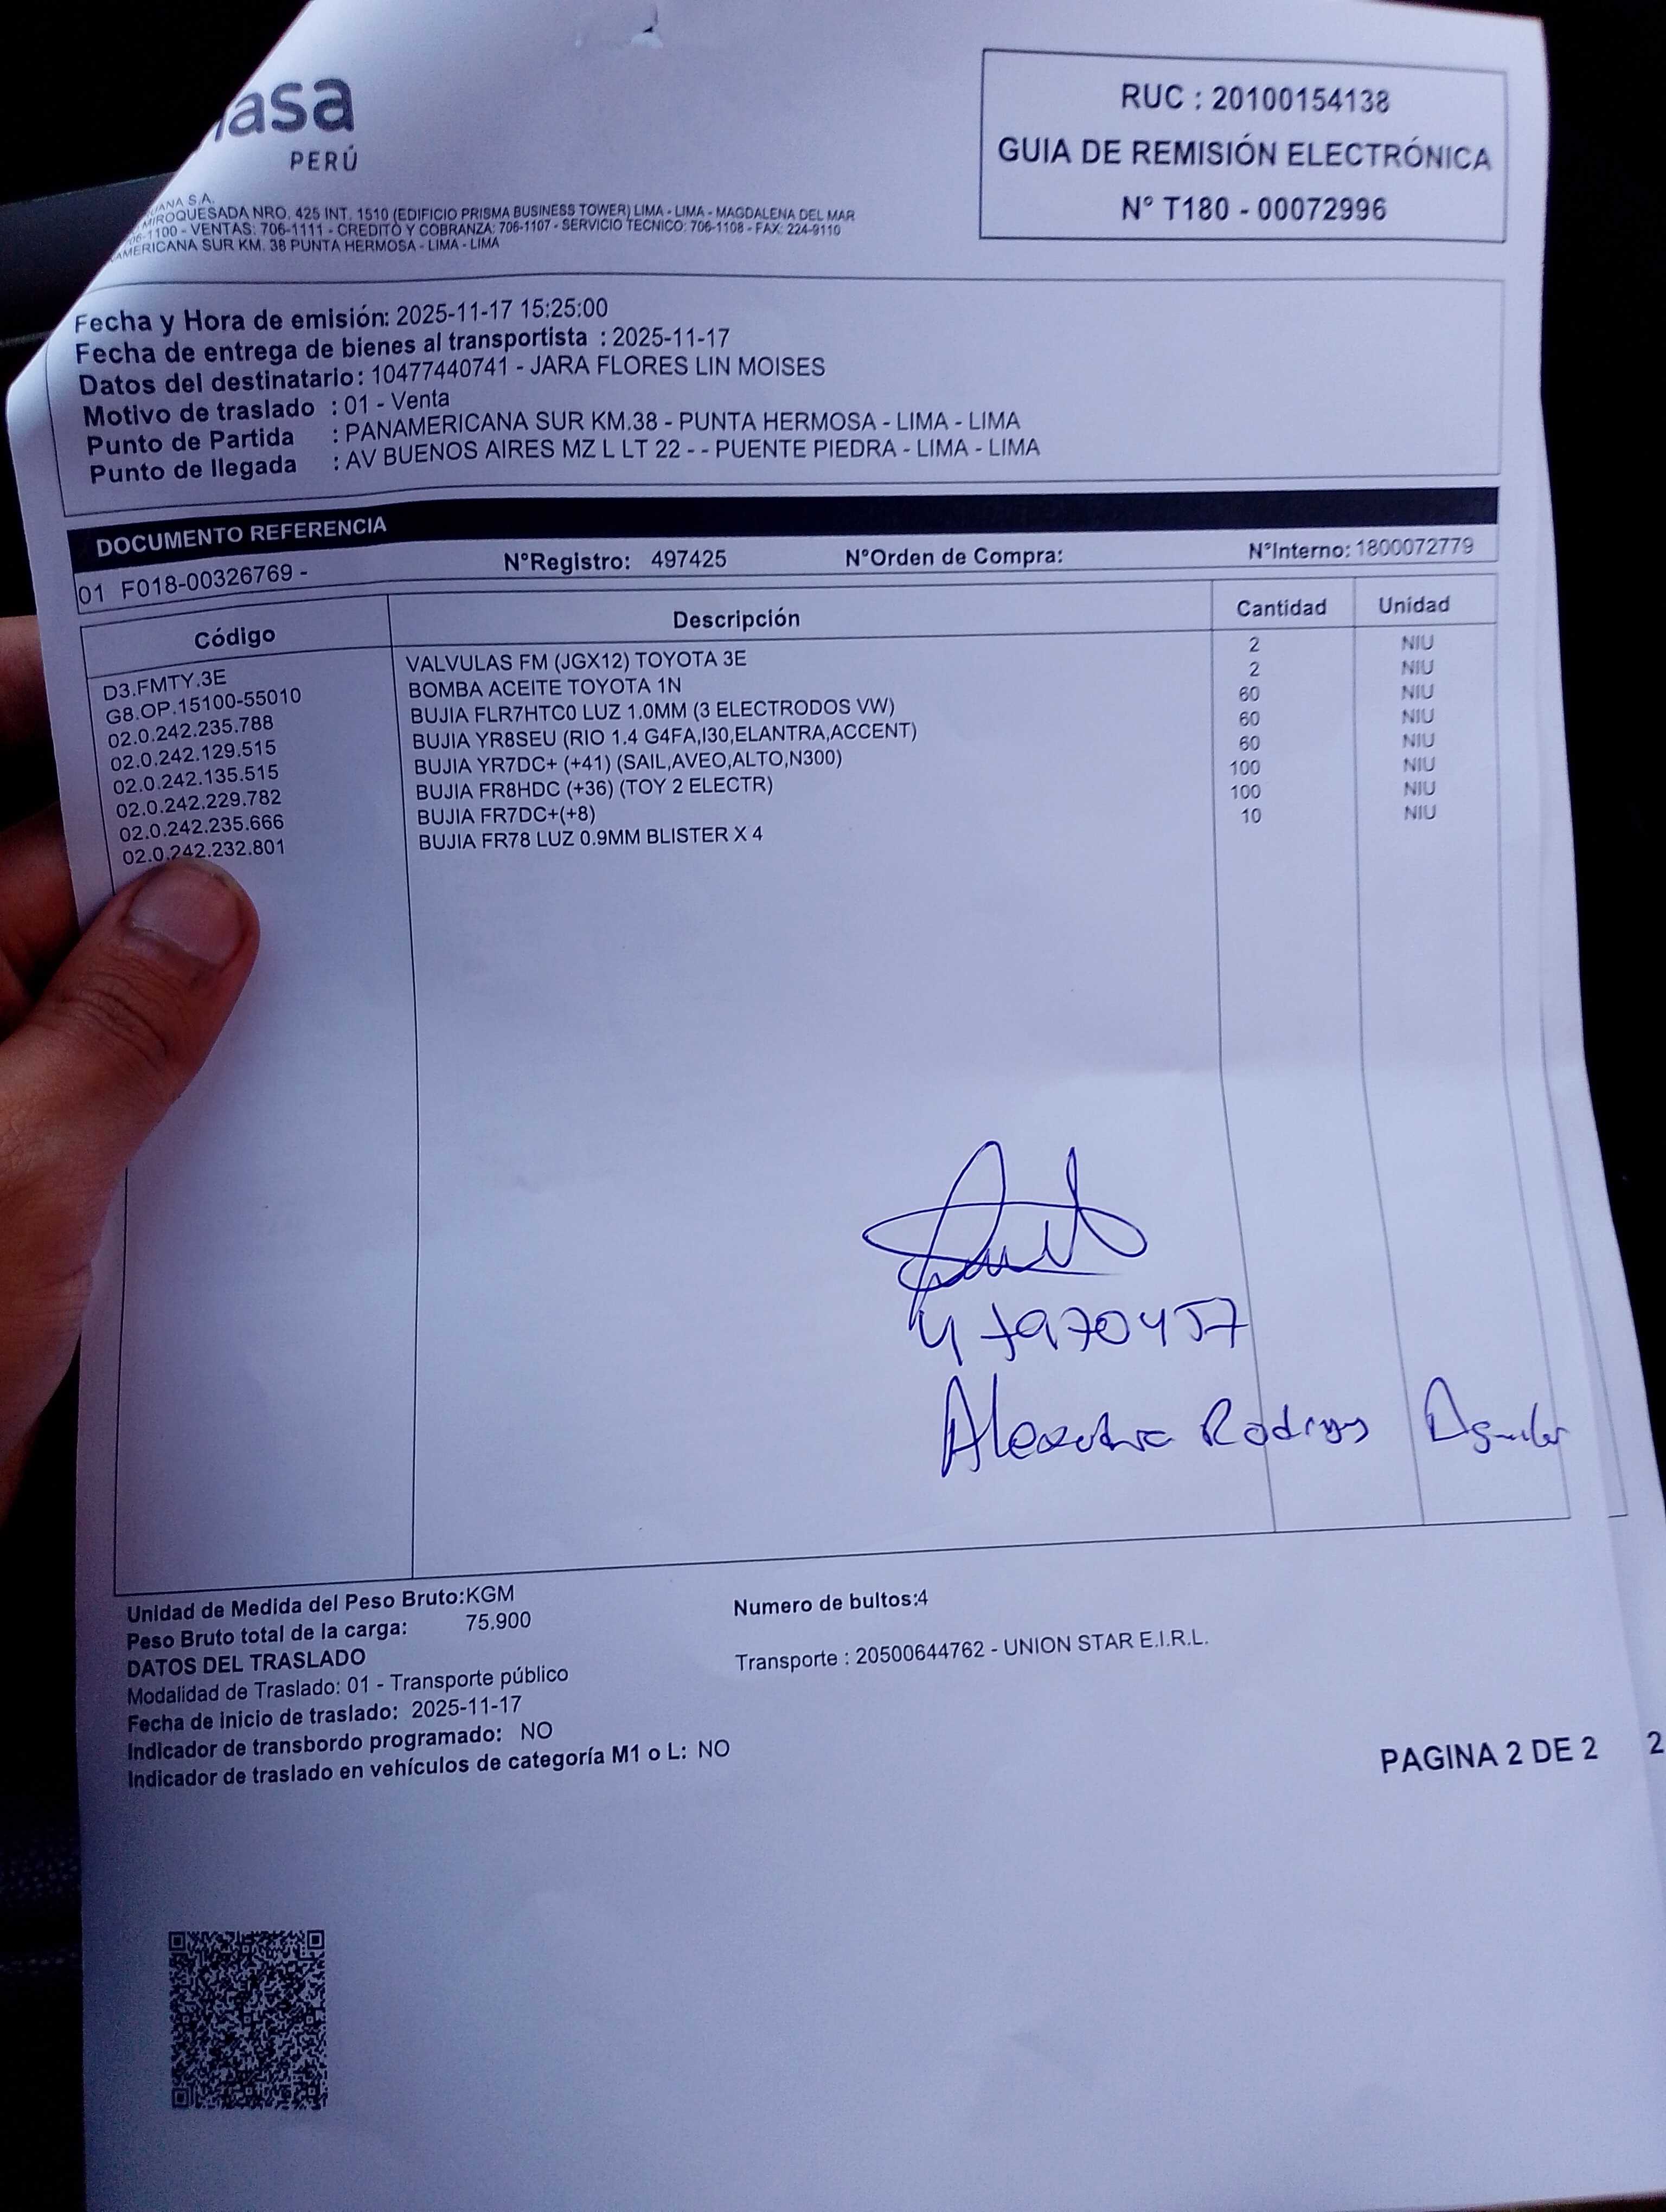 asa
PERÚ
RUC : 20100154138
GUIA DE REMISIÓN ELECTRÓNICA
N° T180 - 00072996
UANA S.A.
MIROQUESADA NRO. 425 INT. 1510 (EDIFICIO PRISMA BUSINESS TOWER) LIMA - LIMA - MAGDALENA DEL MAR
706-1100 - VENTAS: 706-1111 - CREDITO Y COBRANZA: 706-1107 - SERVICIO TECNICO: 706-1108 - FAX: 224-9110
AMERICANA SUR KM. 38 PUNTA HERMOSA - LIMA - LIMA
Fecha y Hora de emisión: 2025-11-17 15:25:00
Fecha de entrega de bienes al transportista : 2025-11-17
Datos del destinatario : 10477440741 - JARA FLORES LIN MOISES
Motivo de traslado : 01 - Venta
Punto de Partida : PANAMERICANA SUR KM.38 - PUNTA HERMOSA - LIMA - LIMA
Punto de llegada : AV BUENOS AIRES MZ L LT 22 - - PUENTE PIEDRA - LIMA - LIMA
DOCUMENTO REFERENCIA
01 F018-00326769 - N°Registro: 497425 N°Orden de Compra: N°Interno: 1800072779
Código Descripción Cantidad Unidad
D3.FMTY.3E VALVULAS FM (JGX12) TOYOTA 3E 2 NIU
G8.OP.15100-55010 BOMBA ACEITE TOYOTA 1N 2 NIU
02.0.242.235.788 BUJIA FLR7HTC0 LUZ 1.0MM (3 ELECTRODOS VW) 60 NIU
02.0.242.129.515 BUJIA YR8SEU (RIO 1.4 G4FA,I30,ELANTRA,ACCENT) 60 NIU
02.0.242.135.515 BUJIA YR7DC+ (+41) (SAIL,AVEO,ALTO,N300) 60 NIU
02.0.242.229.782 BUJIA FR8HDC (+36) (TOY 2 ELECTR) 100 NIU
02.0.242.235.666 BUJIA FR7DC+(+8) 100 NIU
02.0.242.232.801 BUJIA FR78 LUZ 0.9MM BLISTER X 4 10 NIU
47970457
Rodrigo Aguilar
Unidad de Medida del Peso Bruto:KGM Numero de bultos:4
Peso Bruto total de la carga: 75.900
DATOS DEL TRASLADO Transporte : 20500644762 - UNION STAR E.I.R.L.
Modalidad de Traslado: 01 - Transporte público
Fecha de inicio de traslado: 2025-11-17
Indicador de transbordo programado: NO
Indicador de traslado en vehículos de categoría M1 o L: NO
PAGINA 2 DE 2 2